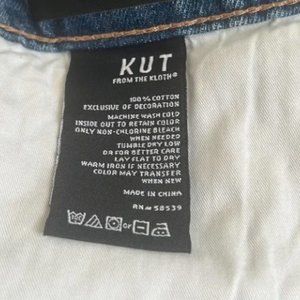 KUT
FROM THE KLOTH®
100% COTTON
EXCLUSIVE OF DECORATION
MACHINE WASH COLD
INSIDE OUT TO RETAIN COLOR
ONLY NON-CHLORINE BLEACH
WHEN NEEDED
TUMBLE DRY LOW
OR FOR BETTER CARE
LAY FLAT TO DRY
WARM IRON IF NECESSARY
COLOR MAY TRANSFER
WHEN NEW
MADE IN CHINA
RN# 58539
or